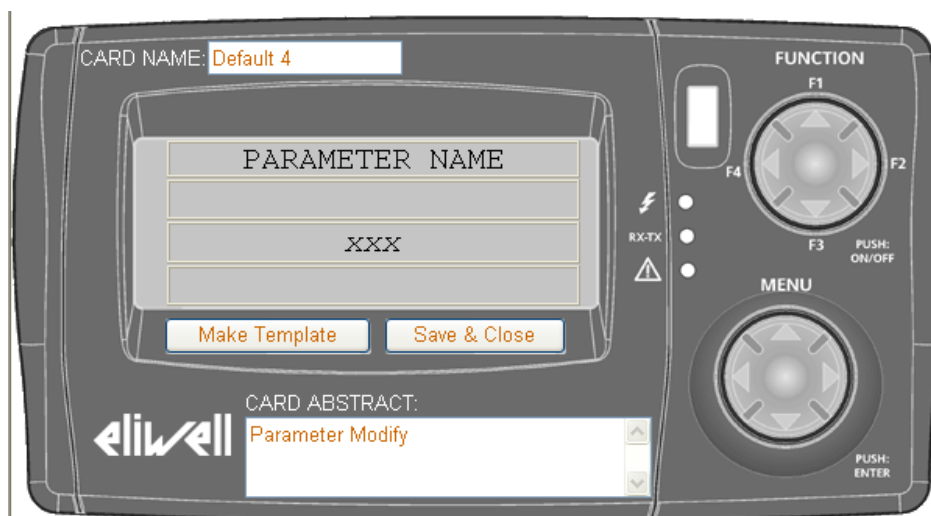 CARD NAME: Default 4
PARAMETER NAME
xxx
Make Template
Save & Close
CARD ABSTRACT:
Parameter Modify
eliwell
FUNCTION
F1
F2
F4
F3
PUSH:
ON/OFF
RX-TX
MENU
PUSH:
ENTER